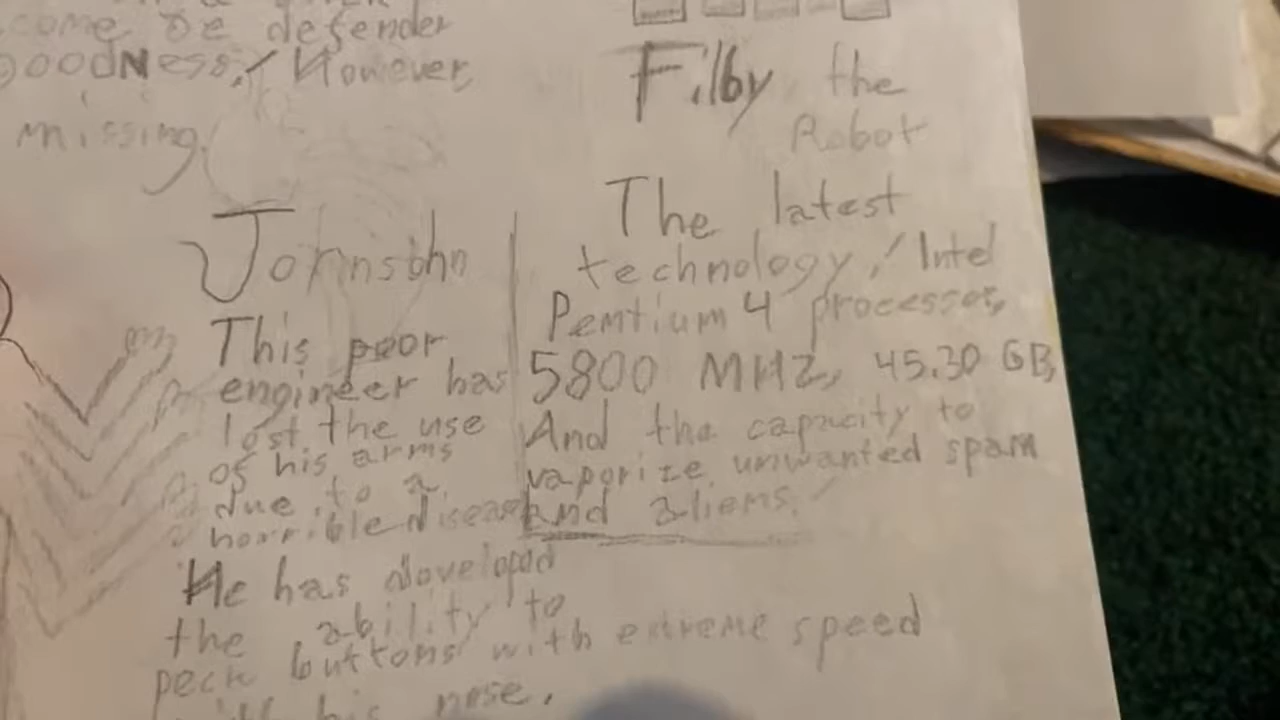 come be defender
goodness! However,
missing.
Filby the
Robot
The latest
technology! Intel
Pentium 4 processor,
5800 MHZ, 45.30 GB,
And the capacity to
vaporize unwanted spam
and aliens!
Johnsohn
This poor
engineer has
lost the use
of his arms
due to a
horrible disease
He has doveloped
the ability to
peck buttons with extreme speed
his nose.